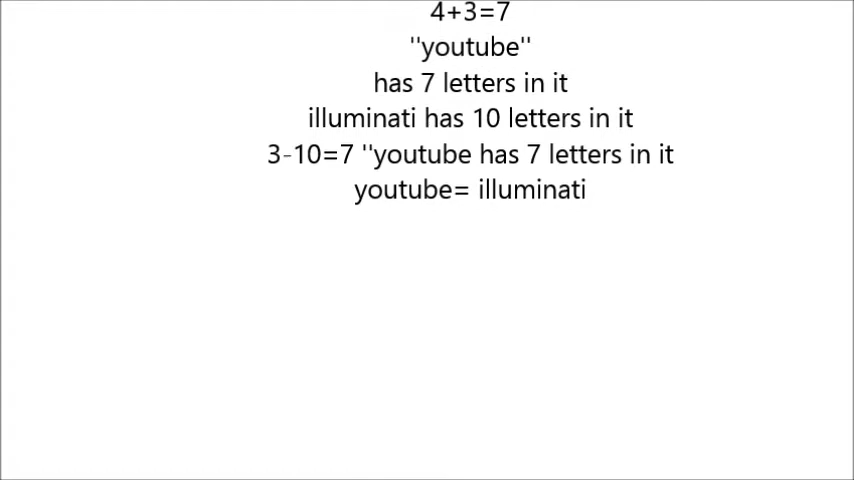 4+3=7
''youtube''
has 7 letters in it
illuminati has 10 letters in it
3-10=7 ''youtube has 7 letters in it
youtube= illuminati